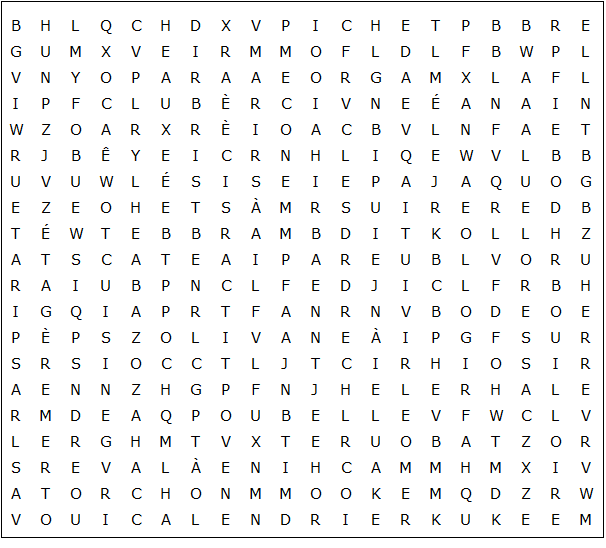 B H L Q C H D X V P I C H E T P B B R E
G U M X V E I R M M O F L D L F B W P L
V N Y O P A R A A E O R G A M X L A F L
I P F C L U B È R C I V N E É A N A I N
W Z O A R X R È I O A C B V L N F A E T
R J B Ê Y E I C R N H L I Q E W V L B B
U V U W L É S I S E I E P A J A Q U O G
E Z E O H E T S À M R S U I R E R E D B
T É W T E B B R A M B D I T K O L L H Z
A T S C A T E A I P A R E U B L V O R U
R A I U B P N C L F E D J I C L F R B H
I G Q I A P R T F A N R N V B O D E O E
P È P S Z O L I V A N E À I P G F S U R
S R S I O C C T L J T C I R H I O S I R
A E N N Z H G P F N J H E L E R H A L E
R M D E A Q P O U B E L L E V F W C L V
L E R G H M T V X T E R U O B A T Z O R
S R E V A L À E N I H C A M M H M X I V
A T O R C H O N M M O O K E M Q D Z R W
V O U I C A L E N D R I E R K U K E E M